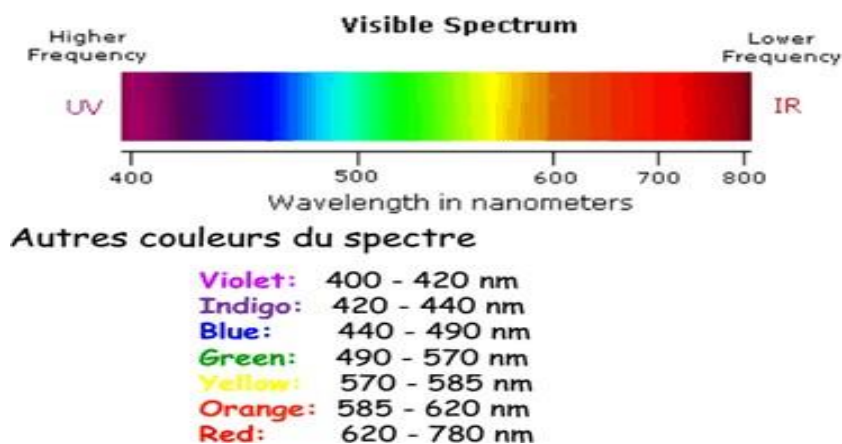 Visible Spectrum
Higher
Frequency
Lower
Frequency
UV
IR
400 500 600 700 800
Wavelength in nanometers
Autres couleurs du spectre
Violet: 400 - 420 nm
Indigo: 420 - 440 nm
Blue: 440 - 490 nm
Green: 490 - 570 nm
Yellow: 570 - 585 nm
Orange: 585 - 620 nm
Red: 620 - 780 nm